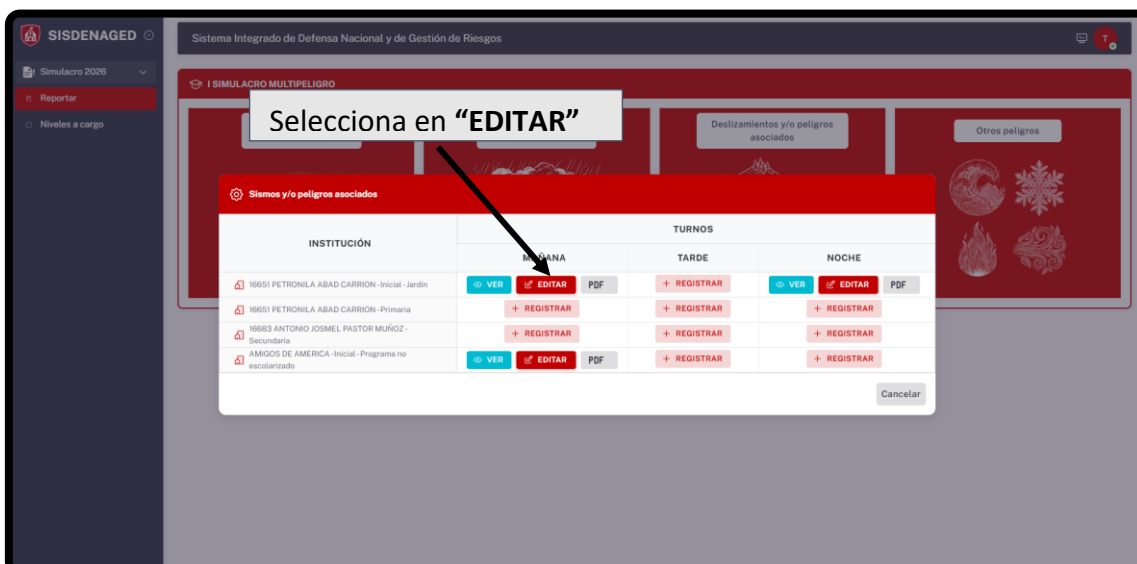 SISDENAGED
Sistema Integrado de Defensa Nacional y de Gestión de Riesgos
T
Simulacro 2026
Reportar
Niveles a cargo
I SIMULACRO MULTIPELIGRO
Selecciona en “EDITAR”
Deslizamientos y/o peligros
asociados
Otros peligros
Sismos y/o peligros asociados
INSTITUCIÓN
TURNOS
MAÑANA TARDE NOCHE
16651 PETRONILA ABAD CARRION - Inicial - Jardín VER EDITAR PDF + REGISTRAR VER EDITAR PDF
16651 PETRONILA ABAD CARRION - Primaria + REGISTRAR + REGISTRAR + REGISTRAR
16683 ANTONIO JOSMEL PASTOR MUÑOZ -
Secundaria + REGISTRAR + REGISTRAR + REGISTRAR
AMIGOS DE AMERICA - Inicial - Programa no
escolarizado VER EDITAR PDF + REGISTRAR + REGISTRAR
Cancelar